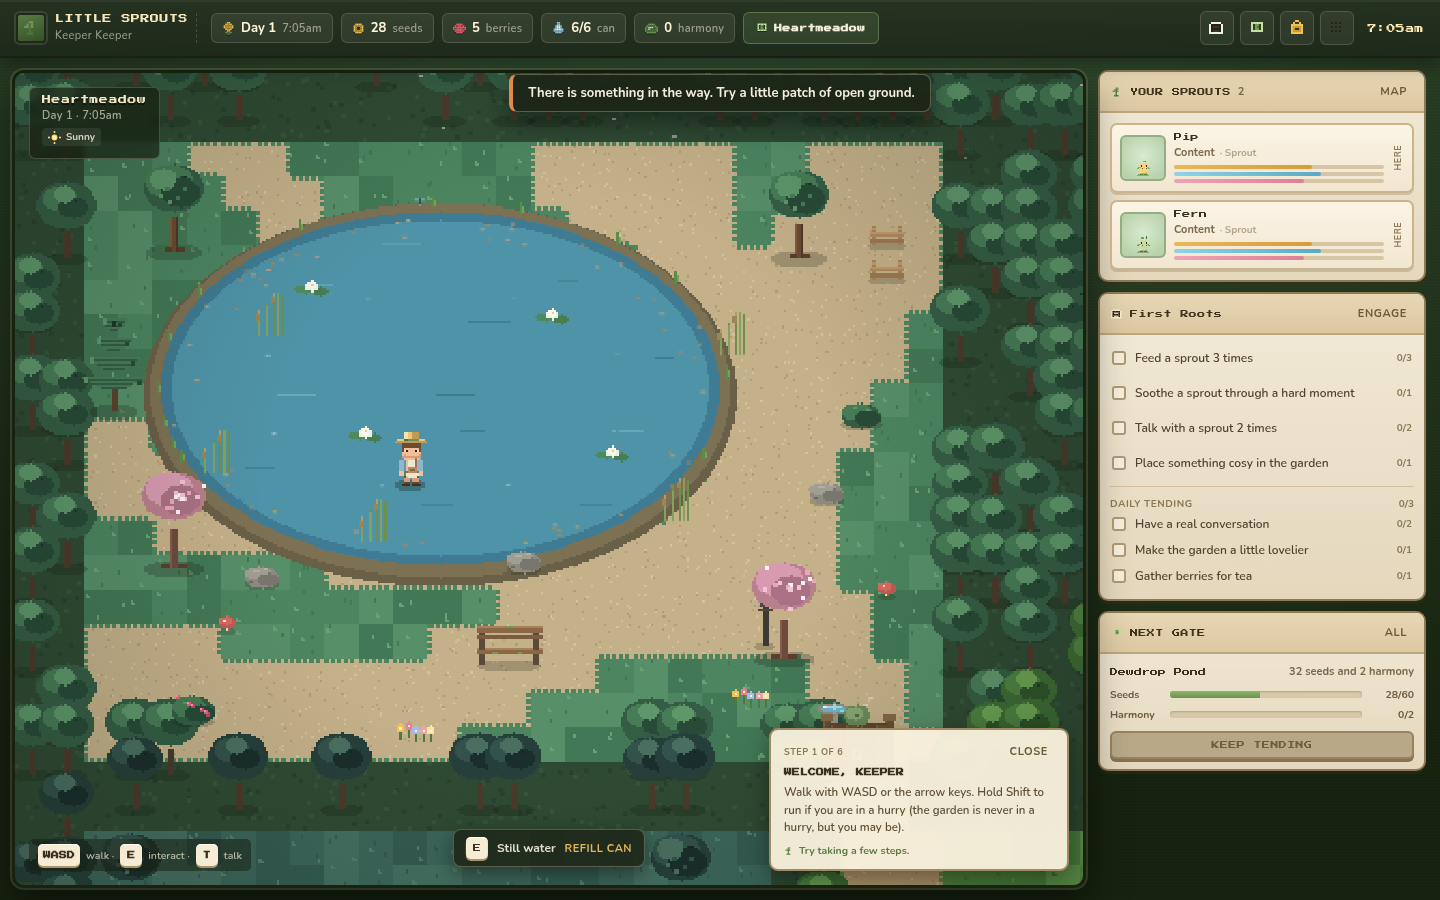 LITTLE SPROUTS
Keeper Keeper
Day 1 7:05am
28 seeds
5 berries
6/6 can
0 harmony
Heartmeadow
7:05am
Heartmeadow
Day 1 · 7:05am
Sunny
There is something in the way. Try a little patch of open ground.
YOUR SPROUTS 2
MAP
Pip
Content · Sprout
HERE
Fern
Content · Sprout
HERE
First Roots
ENGAGE
Feed a sprout 3 times 0/3
Soothe a sprout through a hard moment 0/1
Talk with a sprout 2 times 0/2
Place something cosy in the garden 0/1
DAILY TENDING 0/3
Have a real conversation 0/2
Make the garden a little lovelier 0/1
Gather berries for tea 0/1
NEXT GATE
ALL
Dewdrop Pond 32 seeds and 2 harmony
Seeds 28/60
Harmony 0/2
KEEP TENDING
STEP 1 OF 6
CLOSE
WELCOME, KEEPER
Walk with WASD or the arrow keys. Hold Shift to
run if you are in a hurry (the garden is never in a
hurry, but you may be).
Try taking a few steps.
WASD walk · E interact · T talk
E Still water REFILL CAN